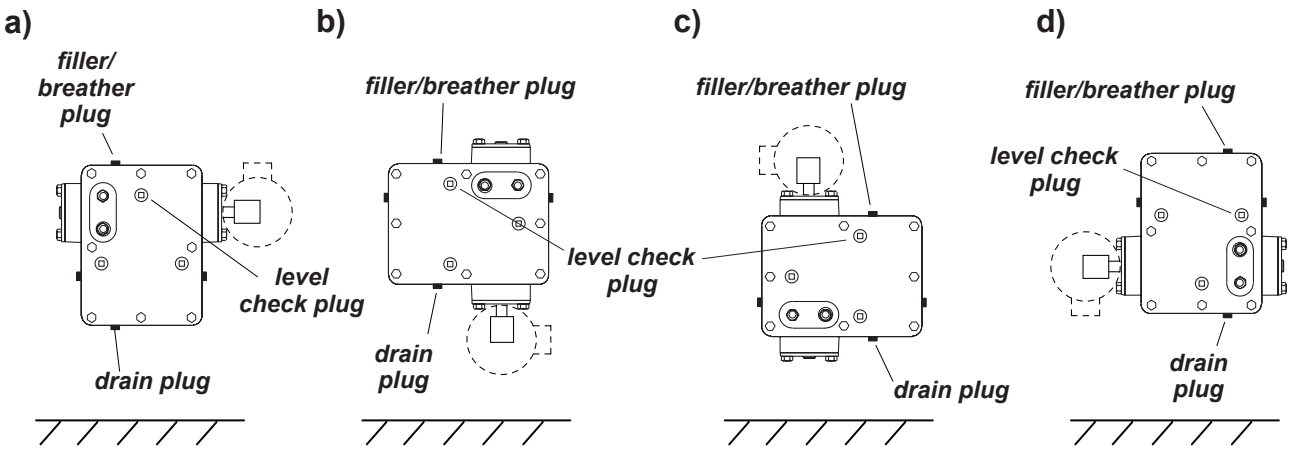 a)
filler/
breather
plug
level
check plug
drain plug
b)
filler/breather plug
level check
plug
drain
plug
c)
filler/breather plug
drain plug
d)
filler/breather plug
level check
plug
drain
plug